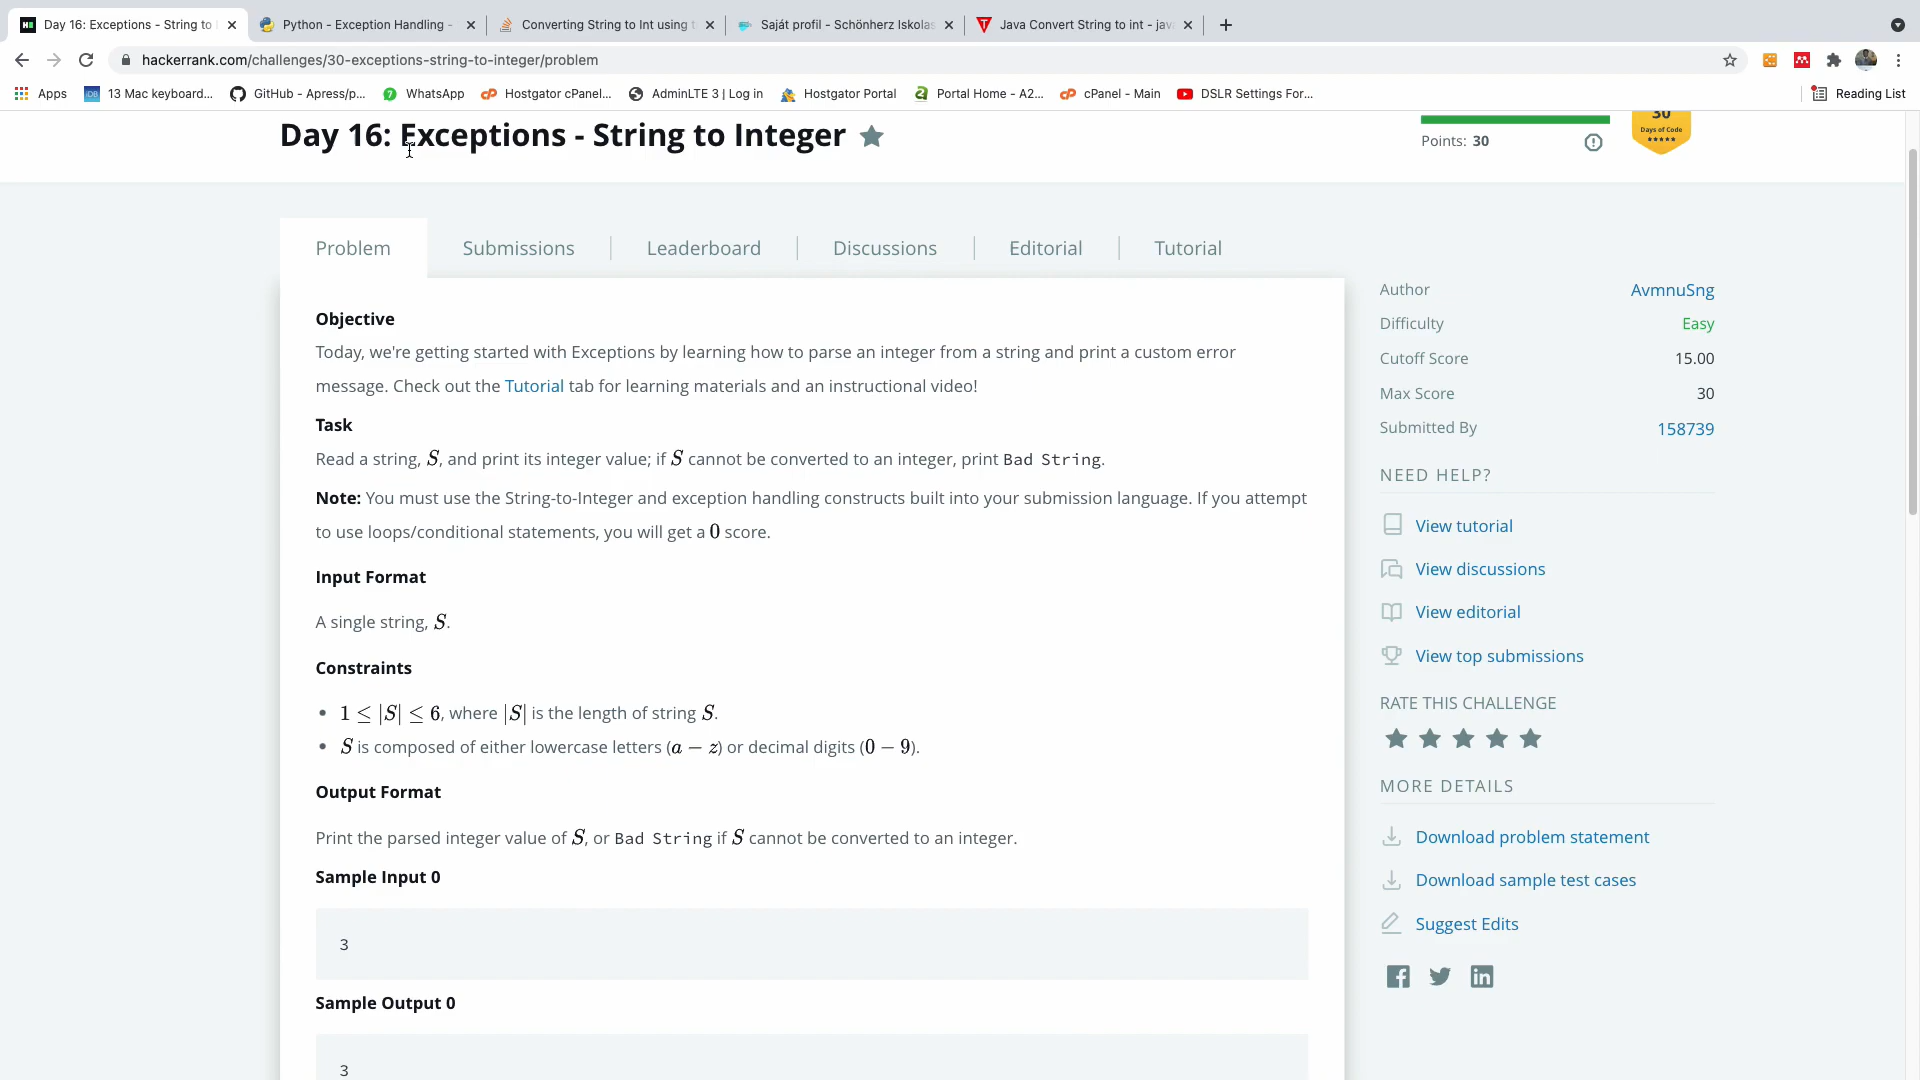 Day 16: Exceptions - String to I
Python - Exception Handling -
Converting String to Int using t
Saját profil - Schönherz Iskolas
Java Convert String to int - jav
hackerrank.com/challenges/30-exceptions-string-to-integer/problem
Apps
13 Mac keyboard...
GitHub - Apress/p...
WhatsApp
Hostgator cPanel...
AdminLTE 3 | Log in
Hostgator Portal
Portal Home - A2...
cPanel - Main
DSLR Settings For...
Reading List
Day 16: Exceptions - String to Integer
Points: 30
30
Days of Code
Problem
Submissions
Leaderboard
Discussions
Editorial
Tutorial
Objective
Today, we're getting started with Exceptions by learning how to parse an integer from a string and print a custom error
message. Check out the Tutorial tab for learning materials and an instructional video!
Task
Read a string, S, and print its integer value; if S cannot be converted to an integer, print Bad String.
Note: You must use the String-to-Integer and exception handling constructs built into your submission language. If you attempt
to use loops/conditional statements, you will get a 0 score.
Input Format
A single string, S.
Constraints
• 1 ≤ |S| ≤ 6, where |S| is the length of string S.
• S is composed of either lowercase letters (a − z) or decimal digits (0 − 9).
Output Format
Print the parsed integer value of S, or Bad String if S cannot be converted to an integer.
Sample Input 0
3
Sample Output 0
3
Author AvmnuSng
Difficulty Easy
Cutoff Score 15.00
Max Score 30
Submitted By 158739
NEED HELP?
View tutorial
View discussions
View editorial
View top submissions
RATE THIS CHALLENGE
MORE DETAILS
Download problem statement
Download sample test cases
Suggest Edits